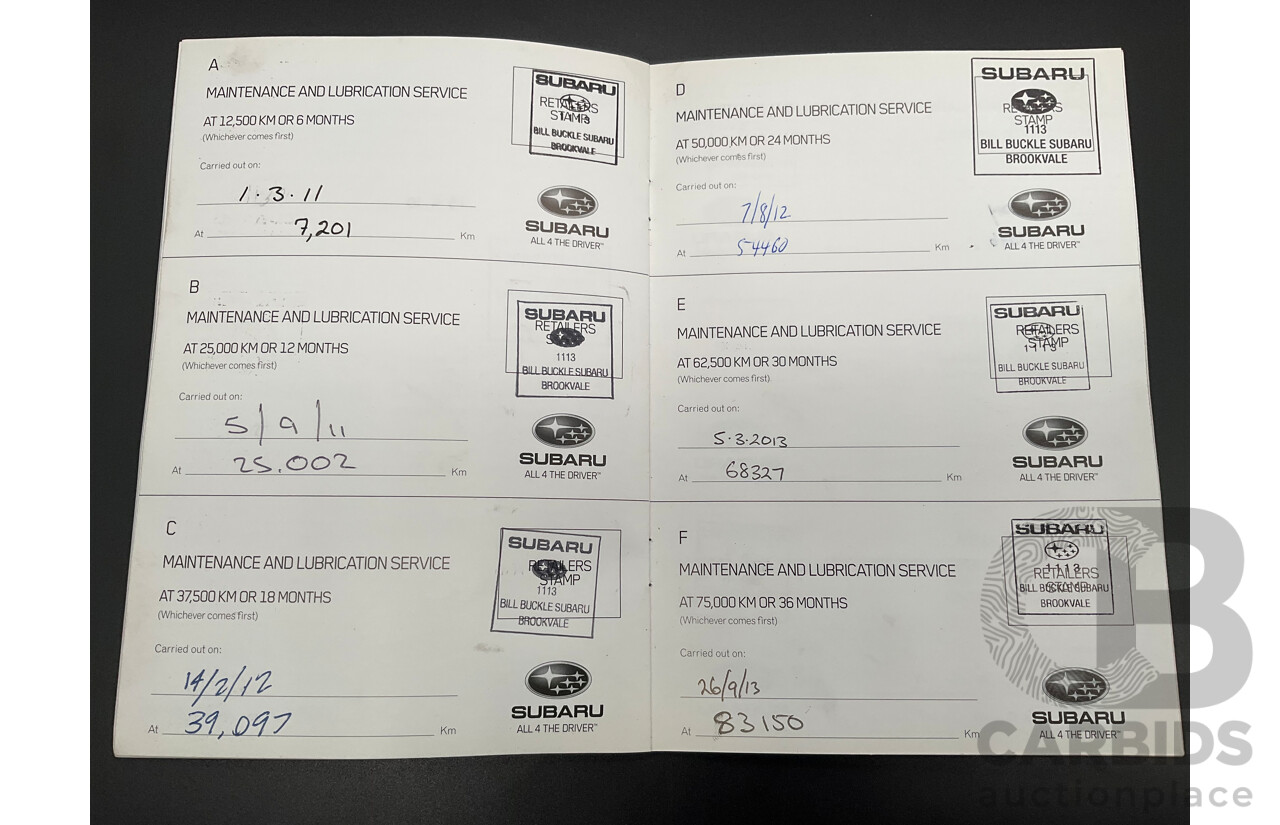 A
MAINTENANCE AND LUBRICATION SERVICE
AT 12,500 KM OR 6 MONTHS
(Whichever comes first)
Carried out on:
1.3.11
At 7,201 Km
SUBARU
RETAILERS
STAMP
1113
BILL BUCKLE SUBARU
BROOKVALE
SUBARU
ALL 4 THE DRIVER™
B
MAINTENANCE AND LUBRICATION SERVICE
AT 25,000 KM OR 12 MONTHS
(Whichever comes first)
Carried out on:
5/9/11
At 25.002 Km
SUBARU
RETAILERS
1113
BILL BUCKLE SUBARU
BROOKVALE
SUBARU
ALL 4 THE DRIVER™
C
MAINTENANCE AND LUBRICATION SERVICE
AT 37,500 KM OR 18 MONTHS
(Whichever comes first)
Carried out on:
14/2/12
At 39,097 Km
SUBARU
RETAILERS
STAMP
1113
BILL BUCKLE SUBARU
BROOKVALE
SUBARU
ALL 4 THE DRIVER™
D
MAINTENANCE AND LUBRICATION SERVICE
AT 50,000 KM OR 24 MONTHS
(Whichever comes first)
Carried out on:
7/8/12
At 54460 Km
SUBARU
RETAILERS
STAMP
1113
BILL BUCKLE SUBARU
BROOKVALE
SUBARU
ALL 4 THE DRIVER™
E
MAINTENANCE AND LUBRICATION SERVICE
AT 62,500 KM OR 30 MONTHS
(Whichever comes first)
Carried out on:
5.3.2013
At 68327 Km
SUBARU
RETAILERS
STAMP
1113
BILL BUCKLE SUBARU
BROOKVALE
SUBARU
ALL 4 THE DRIVER™
F
MAINTENANCE AND LUBRICATION SERVICE
AT 75,000 KM OR 36 MONTHS
(Whichever comes first)
Carried out on:
26/9/13
At 83150 Km
SUBARU
1113
RETAILERS
STAMP
BILL BUCKLE SUBARU
BROOKVALE
SUBARU
ALL 4 THE DRIVER™
CARBIDS
auctionplace